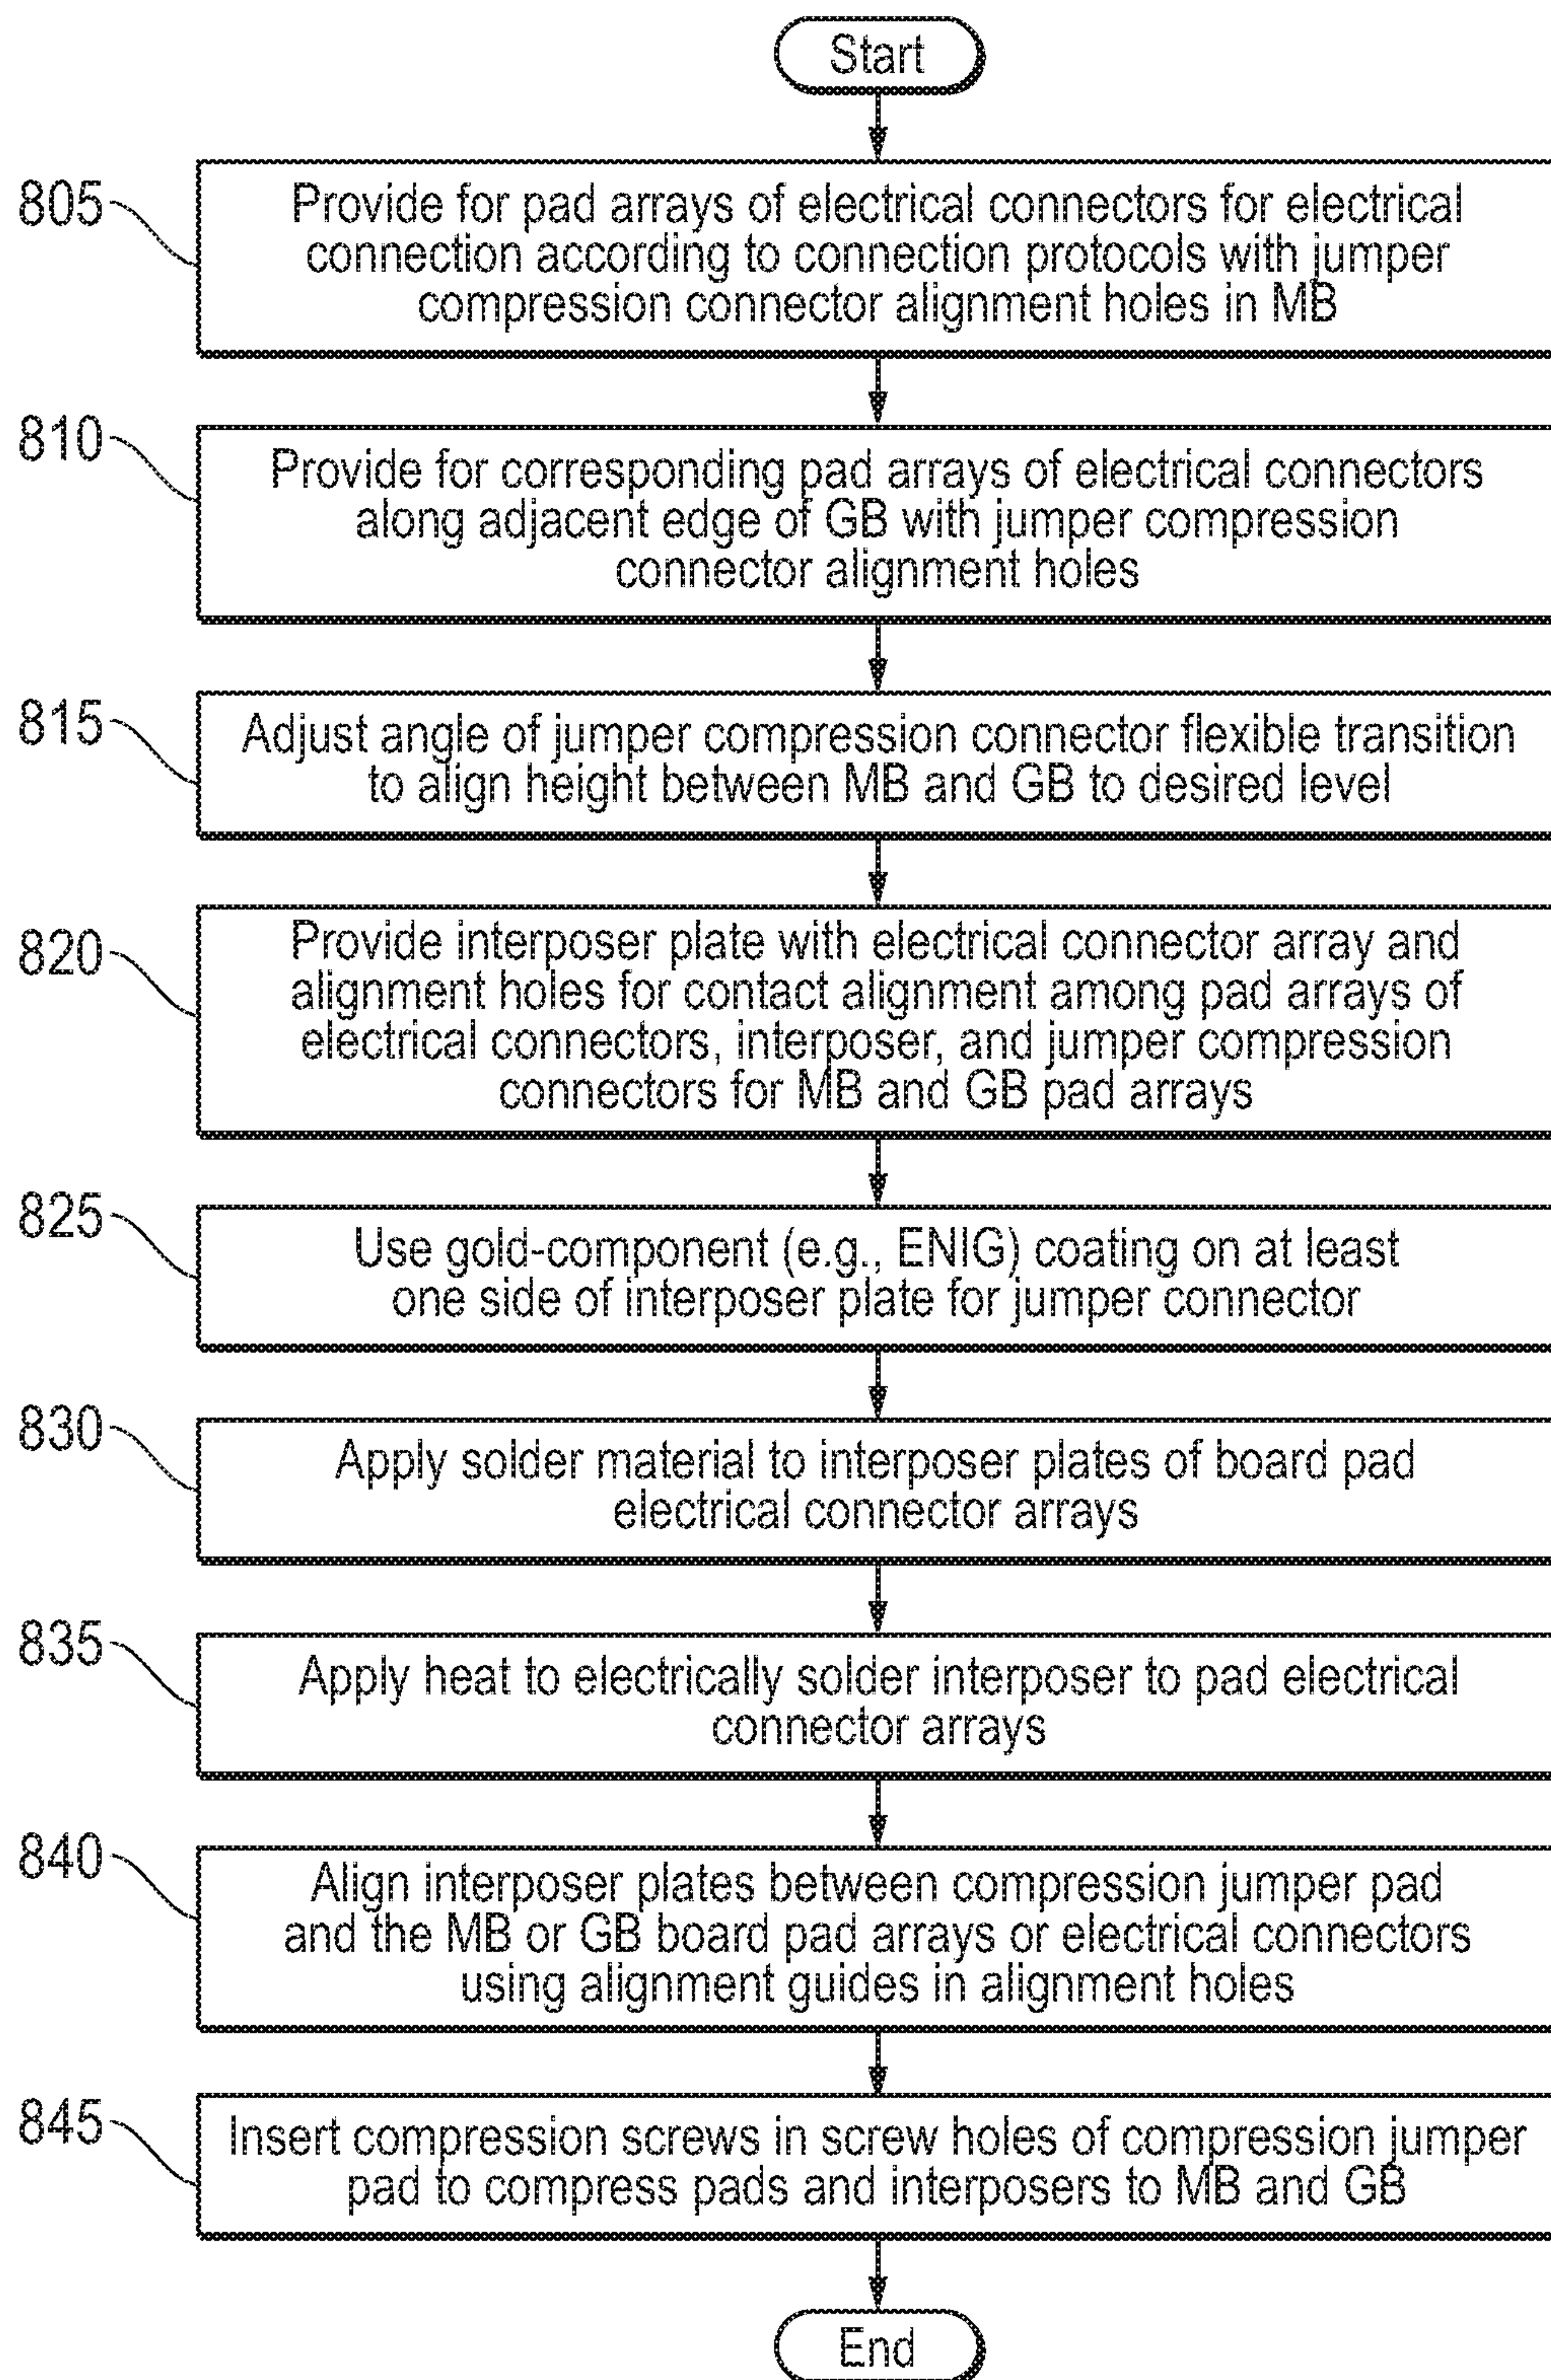 Start
805
Provide for pad arrays of electrical connectors for electrical
connection according to connection protocols with jumper
compression connector alignment holes in MB
810
Provide for corresponding pad arrays of electrical connectors
along adjacent edge of GB with jumper compression
connector alignment holes
815
Adjust angle of jumper compression connector flexible transition
to align height between MB and GB to desired level
820
Provide interposer plate with electrical connector array and
alignment holes for contact alignment among pad arrays of
electrical connectors, interposer, and jumper compression
connectors for MB and GB pad arrays
825
Use gold-component (e.g., ENIG) coating on at least
one side of interposer plate for jumper connector
830
Apply solder material to interposer plates of board pad
electrical connector arrays
835
Apply heat to electrically solder interposer to pad electrical
connector arrays
840
Align interposer plates between compression jumper pad
and the MB or GB board pad arrays or electrical connectors
using alignment guides in alignment holes
845
Insert compression screws in screw holes of compression jumper
pad to compress pads and interposers to MB and GB
End